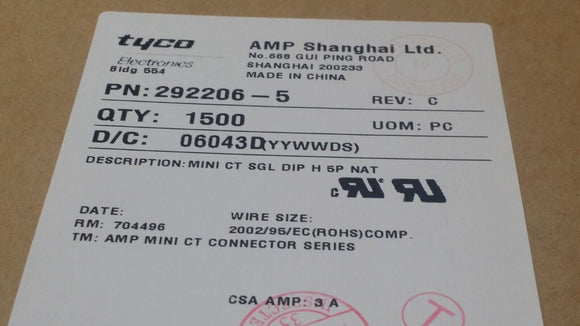 tyco
Electronics
Bldg 554
AMP Shanghai Ltd.
No.668 GUI PING ROAD
SHANGHAI 200233
MADE IN CHINA
PN: 292206-5
REV: C
QTY: 1500
UOM: PC
D/C: 06043D(YYWWDS)
DESCRIPTION: MINI CT SGL DIP H 5P NAT
DATE:
WIRE SIZE:
RM: 704496
2002/95/EC(ROHS)COMP.
TM: AMP MINI CT CONNECTOR SERIES
CSA AMP: 3 A
T